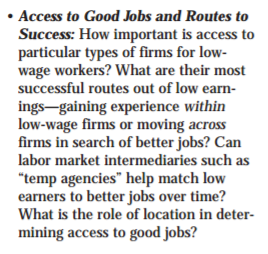 • Access to Good Jobs and Routes to
Success: How important is access to
particular types of firms for low-
wage workers? What are their most
successful routes out of low earn-
ings—gaining experience within
low-wage firms or moving across
firms in search of better jobs? Can
labor market intermediaries such as
“temp agencies” help match low
earners to better jobs over time?
What is the role of location in deter-
mining access to good jobs?